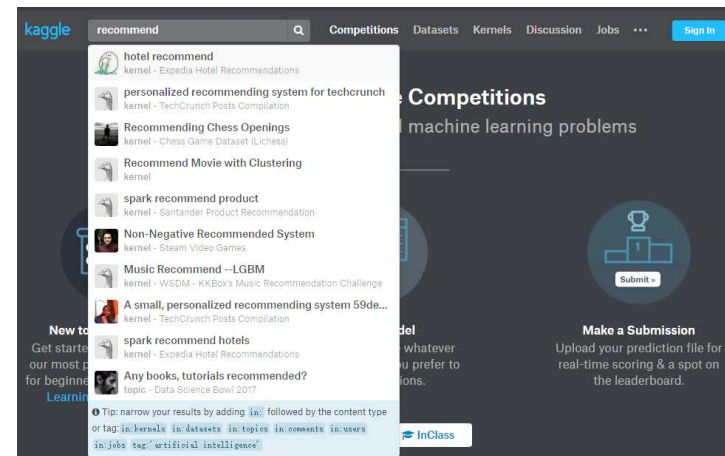 kaggle
recommend
Competitions Datasets Kernels Discussion Jobs ••• Sign In
hotel recommend
kernel - Expedia Hotel Recommendations
personalized recommending system for techcrunch
kernel - TechCrunch Posts Compilation
Recommending Chess Openings
kernel - Chess Game Dataset (Lichess)
Recommend Movie with Clustering
kernel
spark recommend product
kernel - Santander Product Recommendation
Non-Negative Recommended System
kernel - Steam Video Games
Music Recommend --LGBM
kernel - WSDM - KKBox's Music Recommendation Challenge
A small, personalized recommending system 59de...
kernel - TechCrunch Posts Compilation
spark recommend hotels
kernel - Expedia Hotel Recommendations
Any books, tutorials recommended?
topic - Data Science Bowl 2017
Tip: narrow your results by adding in: followed by the content type
or tag: in:kernels in:datasets in:topics in:comments in:users
in:jobs tag:'artificial intelligence'
Competitions
machine learning problems
New to
Get starte
our most p
for beginne
Learnin
del
whatever
u prefer to
ions.
InClass
1
Submit »
Make a Submission
Upload your prediction file for
real-time scoring & a spot on
the leaderboard.